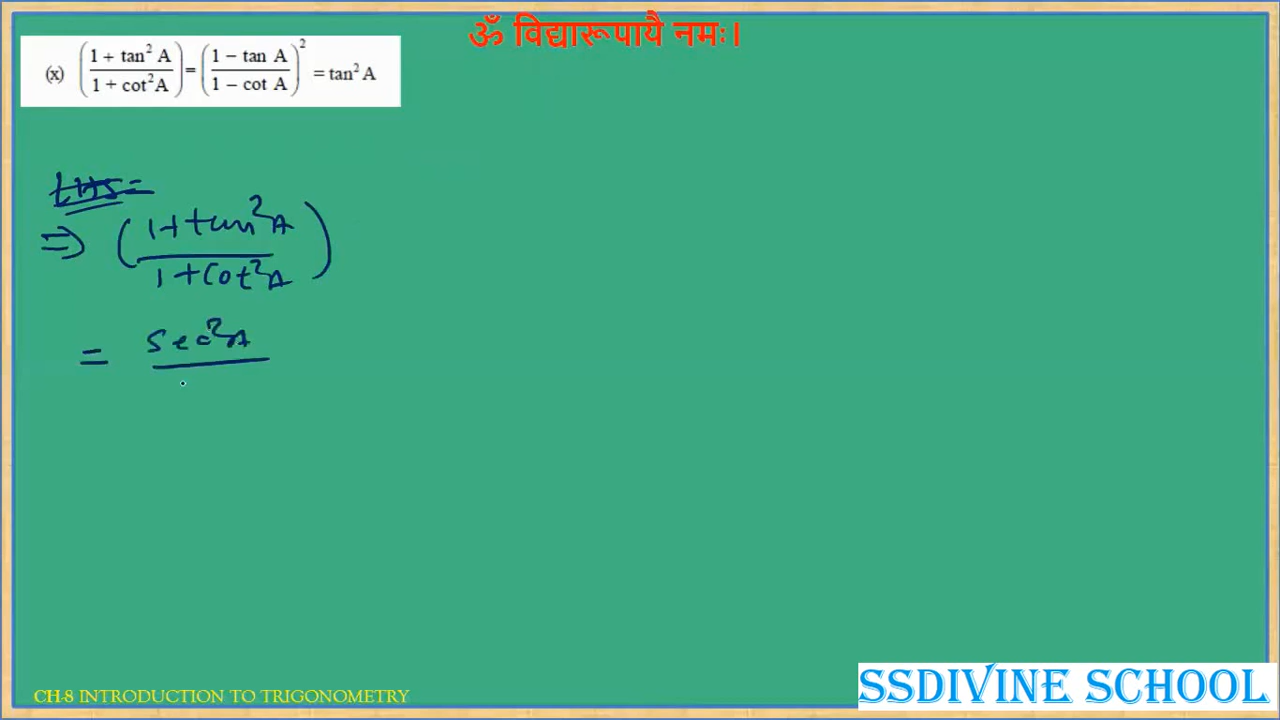 ॐ विद्यारूपायै नमः।
(x) (1 + tan² A / 1 + cot²A) = (1 − tan A / 1 − cot A)² = tan² A
LHS=
⇒ (1+tan²A / 1+Cot²A)
= Sec²A
CH-8 INTRODUCTION TO TRIGONOMETRY
SSDIVINE SCHOOL